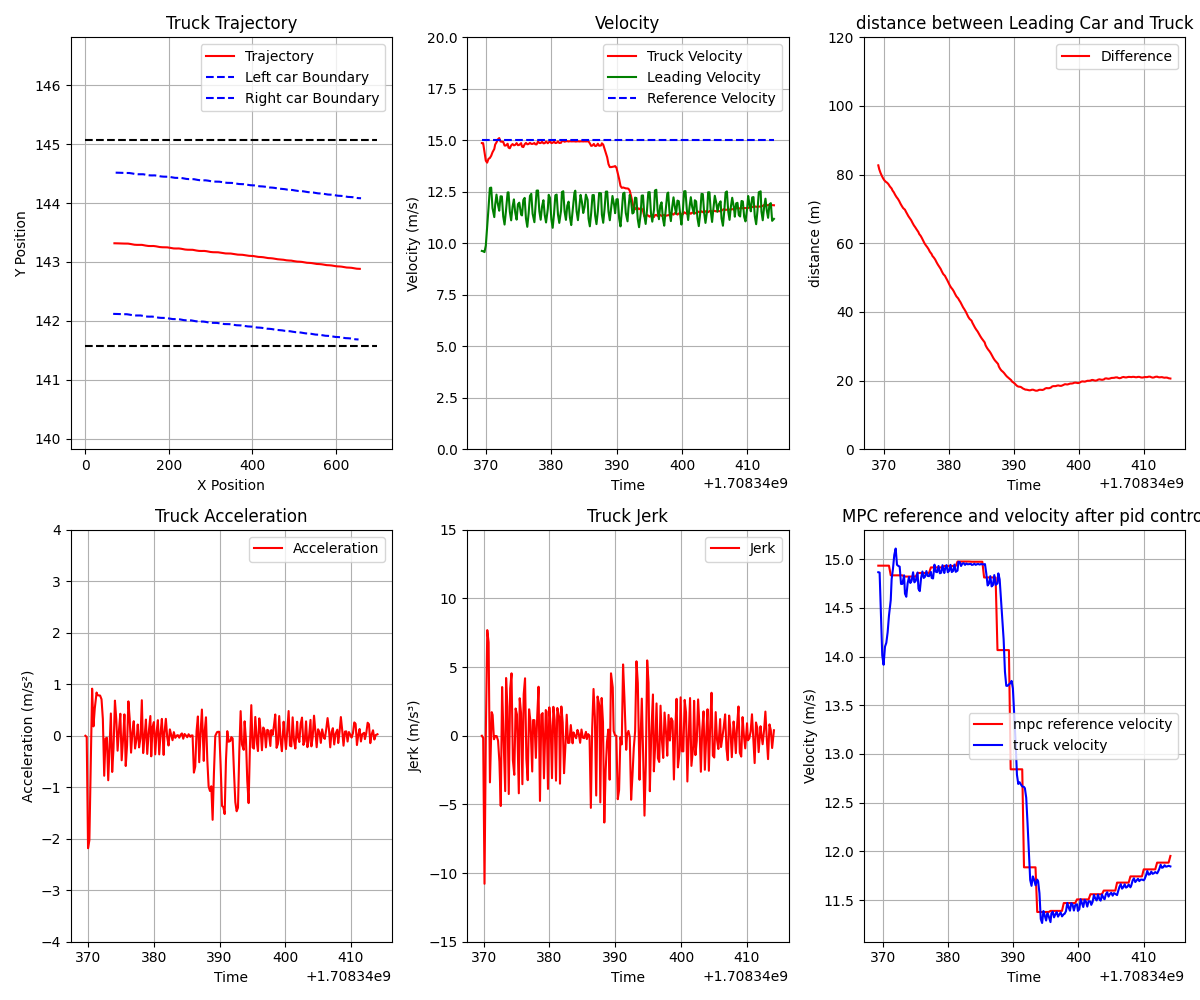 Truck Trajectory
Trajectory
Left car Boundary
Right car Boundary
146
145
144
143
142
141
140
Y Position
0
200
400
600
X Position
Velocity
Truck Velocity
Leading Velocity
Reference Velocity
20.0
17.5
15.0
12.5
10.0
7.5
5.0
2.5
0.0
Velocity (m/s)
370
380
390
400
410
Time
+1.70834e9
distance between Leading Car and Truck
Difference
120
100
80
60
40
20
0
distance (m)
370
380
390
400
410
Time
+1.70834e9
Truck Acceleration
Acceleration
4
3
2
1
0
−1
−2
−3
−4
Acceleration (m/s²)
370
380
390
400
410
Time
+1.70834e9
Truck Jerk
Jerk
15
10
5
0
−5
−10
−15
Jerk (m/s³)
370
380
390
400
410
Time
+1.70834e9
MPC reference and velocity after pid contro
mpc reference velocity
truck velocity
15.0
14.5
14.0
13.5
13.0
12.5
12.0
11.5
Velocity (m/s)
370
380
390
400
410
Time
+1.70834e9